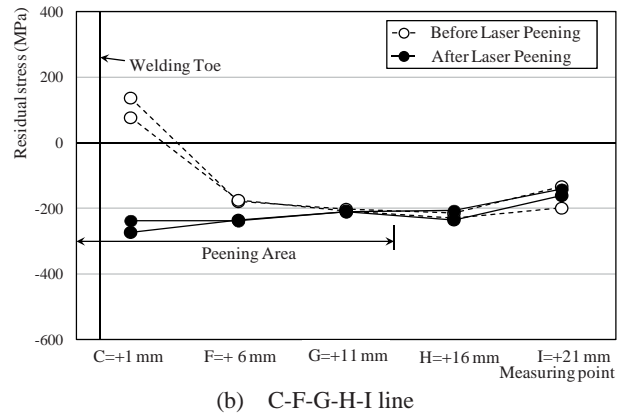 Residual stress (MPa)
400
200
0
-200
-400
-600
Before Laser Peening
After Laser Peening
Welding Toe
Peening Area
C=+1 mm
F=+ 6 mm
G=+11 mm
H=+16 mm
I=+21 mm
Measuring point
(b) C-F-G-H-I line